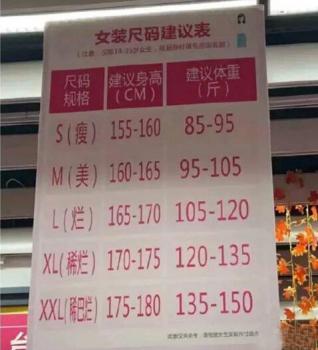 女装尺码建议表
尺码规格 建议身高(CM) 建议体重(斤)
S(瘦) 155-160 85-95
M(美) 160-165 95-105
L(烂) 165-170 105-120
XL(稀烂) 170-175 120-135
XXL(稀巴烂) 175-180 135-150